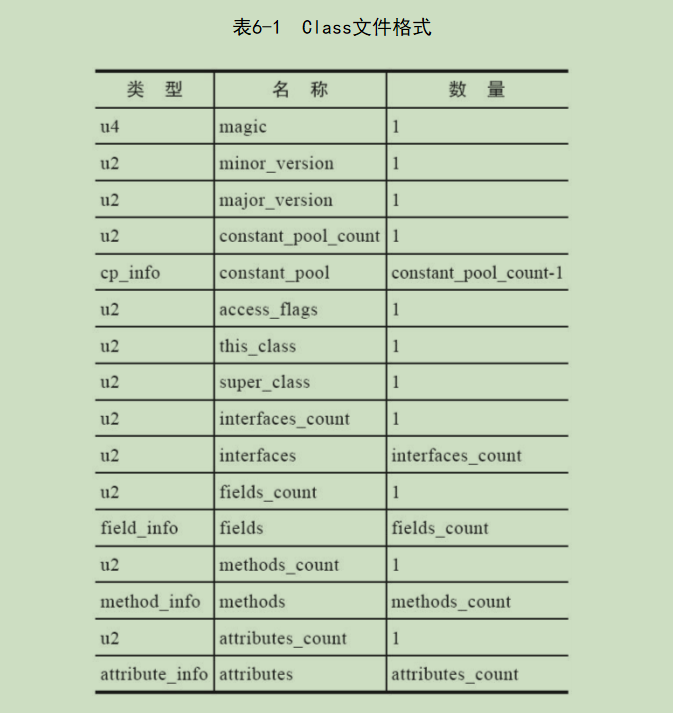 表6-1 Class文件格式
类 型 名 称 数 量
u4 magic 1
u2 minor_version 1
u2 major_version 1
u2 constant_pool_count 1
cp_info constant_pool constant_pool_count-1
u2 access_flags 1
u2 this_class 1
u2 super_class 1
u2 interfaces_count 1
u2 interfaces interfaces_count
u2 fields_count 1
field_info fields fields_count
u2 methods_count 1
method_info methods methods_count
u2 attributes_count 1
attribute_info attributes attributes_count